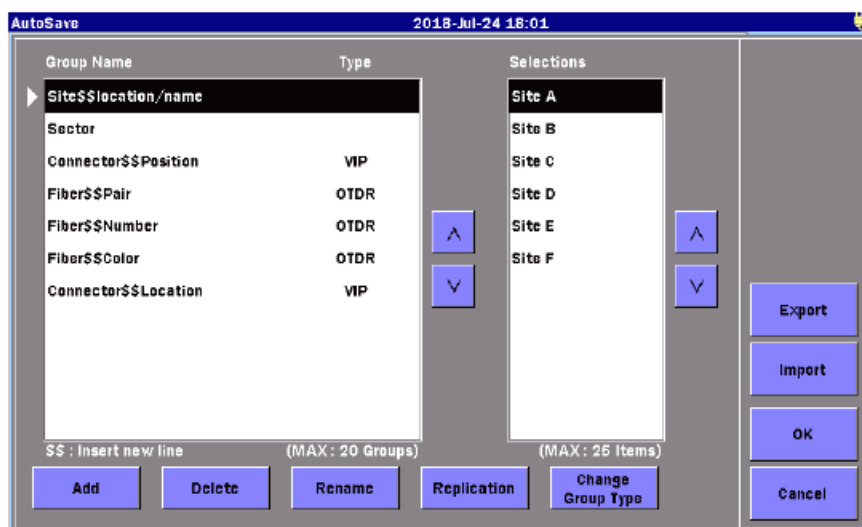 AutoSave 2018-Jul-24 18:01
Group Name Type Selections
Site$$location/name Site A
Sector Site B
Connector$$Position VIP Site C
Fiber$$Pair OTDR Site D
Fiber$$Number OTDR Site E
Fiber$$Color OTDR Site F
Connector$$Location VIP
Export
Import
OK
$$ : Insert new line (MAX : 20 Groups) (MAX : 25 Items)
Add Delete Rename Replication Change Group Type
Cancel